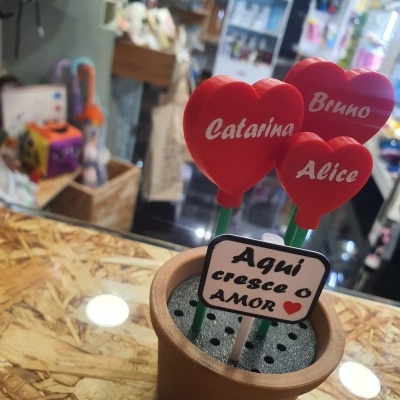 Bruno
Catarina
Alice
Aqui
cresce o
AMOR